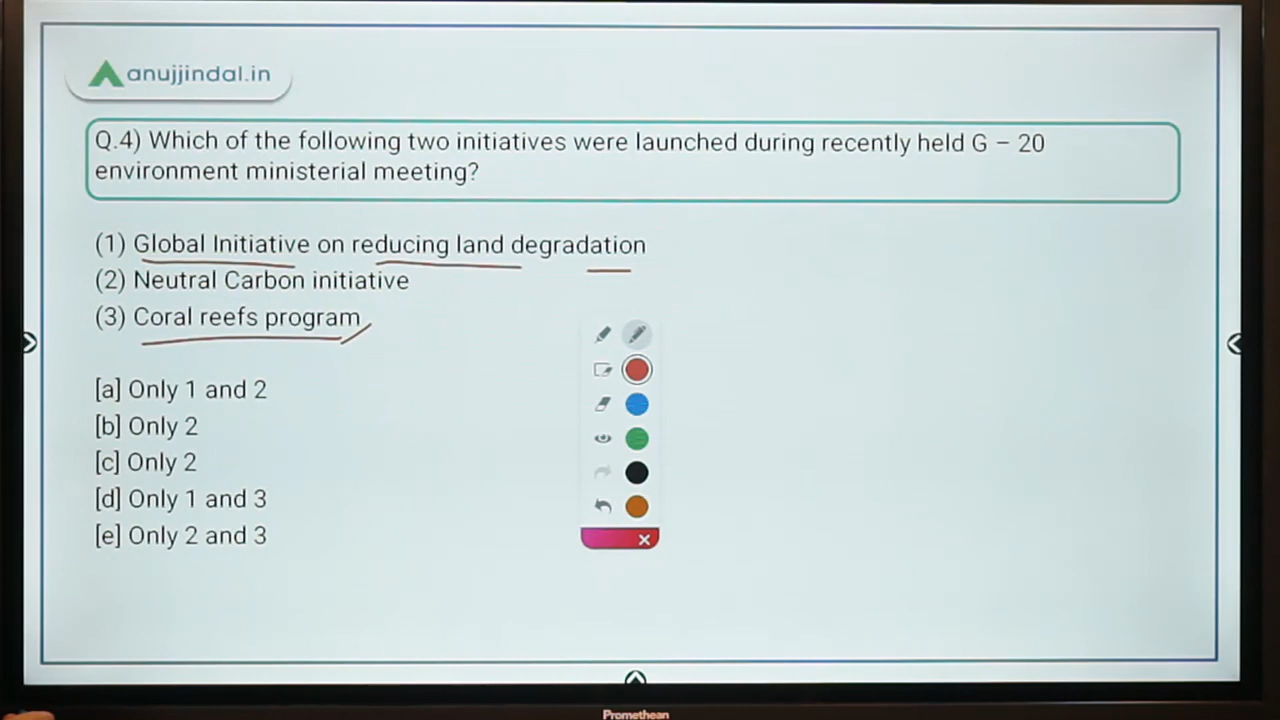 anujjindal.in
Q.4) Which of the following two initiatives were launched during recently held G – 20
environment ministerial meeting?
(1) Global Initiative on reducing land degradation
(2) Neutral Carbon initiative
(3) Coral reefs program
[a] Only 1 and 2
[b] Only 2
[c] Only 2
[d] Only 1 and 3
[e] Only 2 and 3
Promethean